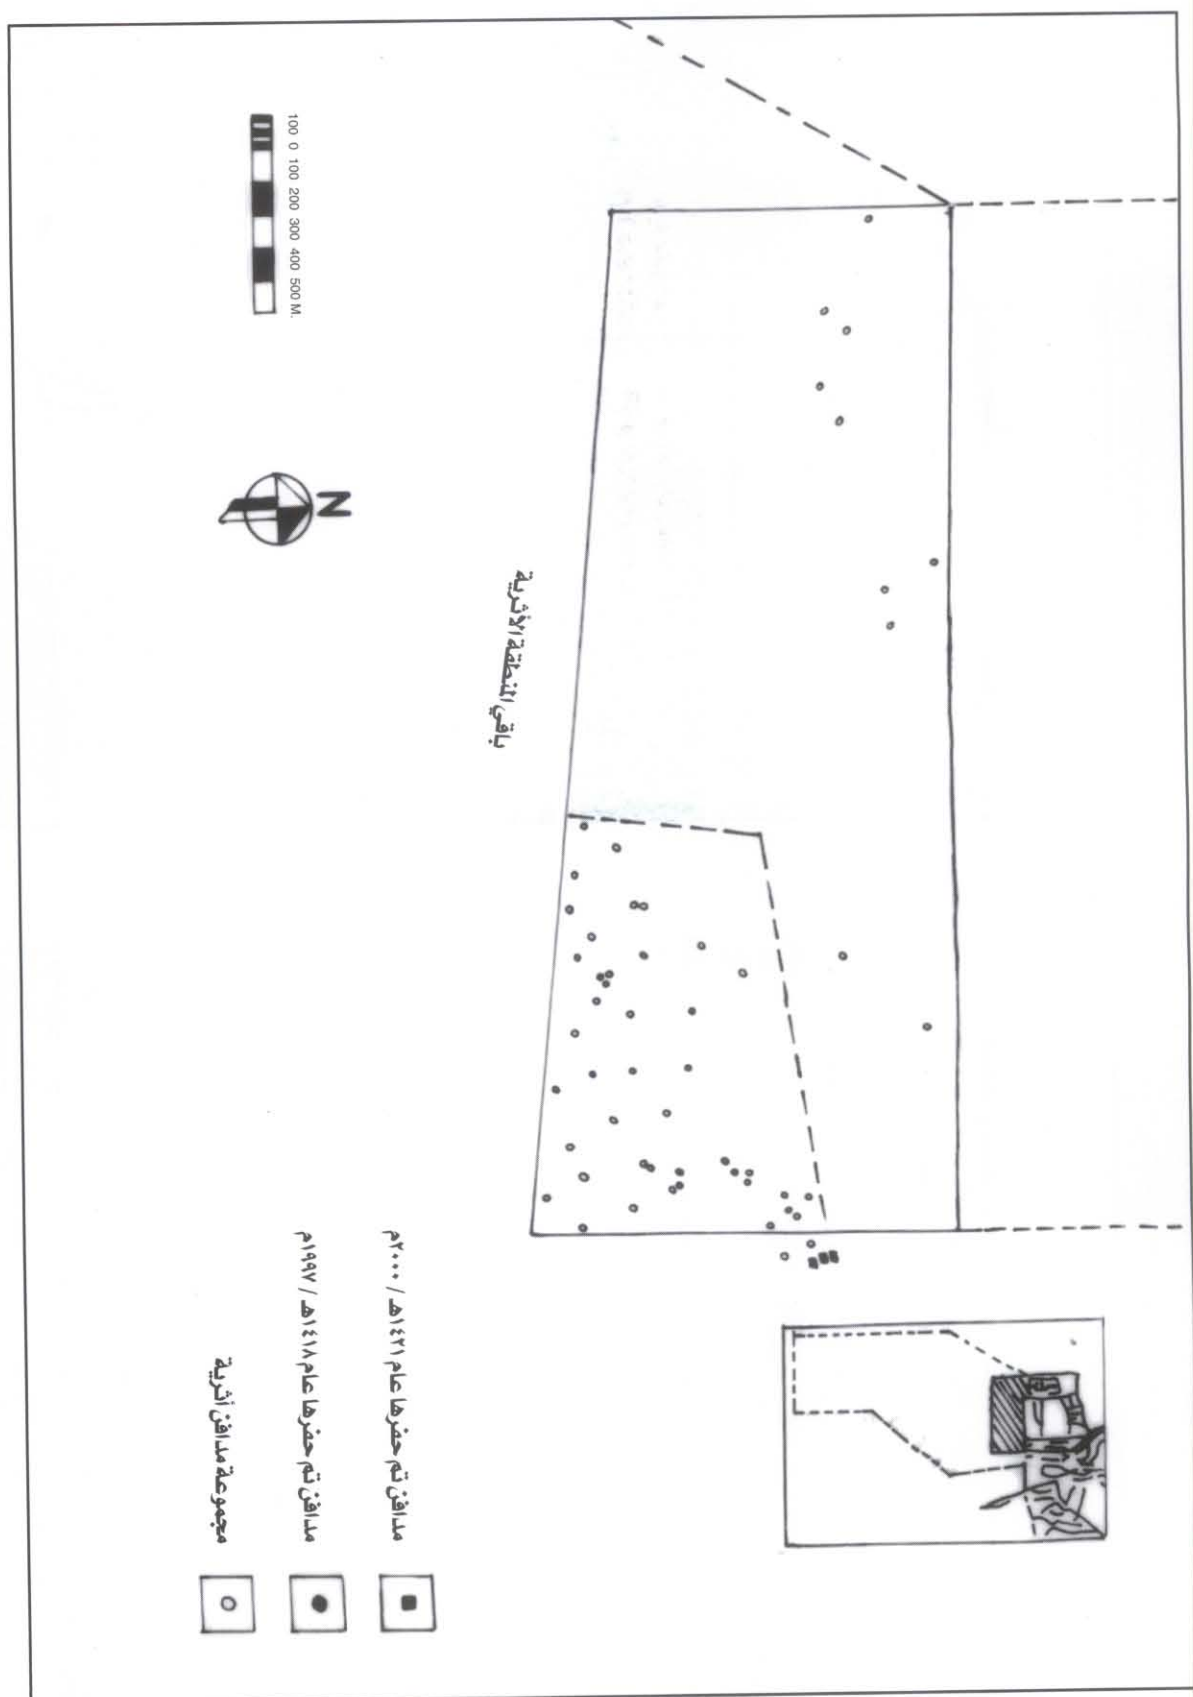 100 0 100 200 300 400 500 M.
N
باقي المنطقة الأثرية
مدافن تم حفرها عام ١٤٢١هـ / ٢٠٠٠م
مدافن تم حفرها عام ١٤١٨هـ / ١٩٩٧م
مجموعة مدافن أثرية